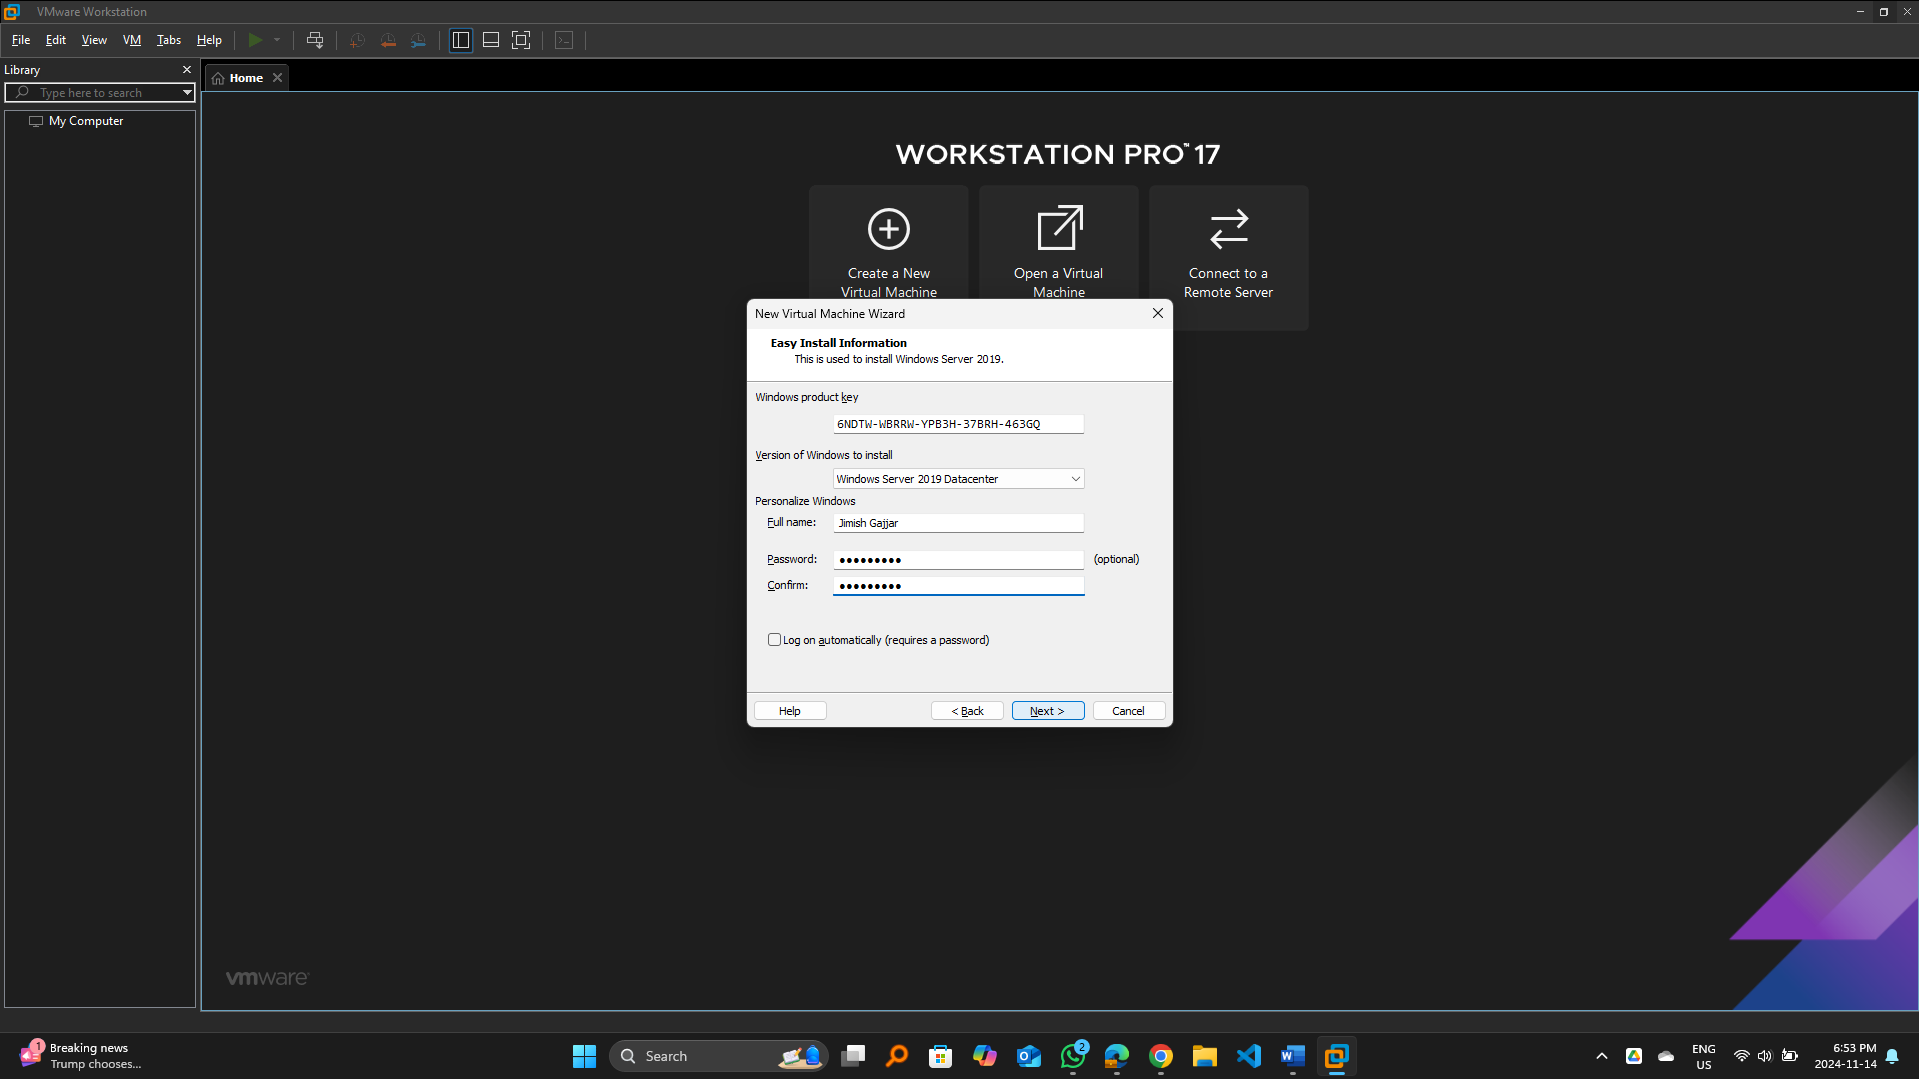 VMware Workstation
File Edit View VM Tabs Help
Library
Type here to search
My Computer
Home
WORKSTATION PRO™ 17
Create a New
Virtual Machine
Open a Virtual
Machine
Connect to a
Remote Server
New Virtual Machine Wizard
Easy Install Information
This is used to install Windows Server 2019.
Windows product key
6NDTW-WBRRW-YPB3H-37BRH-463GQ
Version of Windows to install
Windows Server 2019 Datacenter
Personalize Windows
Full name: Jimish Gajjar
Password: ●●●●●●●●● (optional)
Confirm: ●●●●●●●●●
Log on automatically (requires a password)
Help < Back Next > Cancel
vmware
1
Breaking news
Trump chooses...
Search
2
ENG
US
6:53 PM
2024-11-14